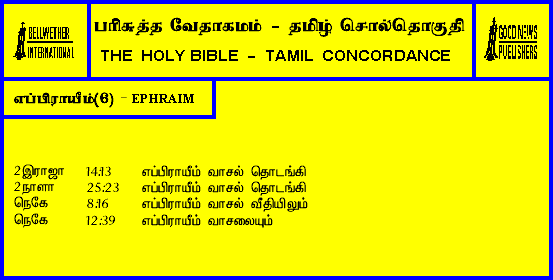 BELLWETHER
INTERNATIONAL
பரிசுத்த வேதாகமம் - தமிழ் சொல்தொகுதி
THE HOLY BIBLE - TAMIL CONCORDANCE
GOOD NEWS
PUBLISHERS
எப்பிராயீம்(6) - EPHRAIM
2இராஜா 14:13 எப்பிராயீம் வாசல் தொடங்கி
2நாளா 25:23 எப்பிராயீம் வாசல் தொடங்கி
நெகே 8:16 எப்பிராயீம் வாசல் வீதியிலும்
நெகே 12:39 எப்பிராயீம் வாசலையும்